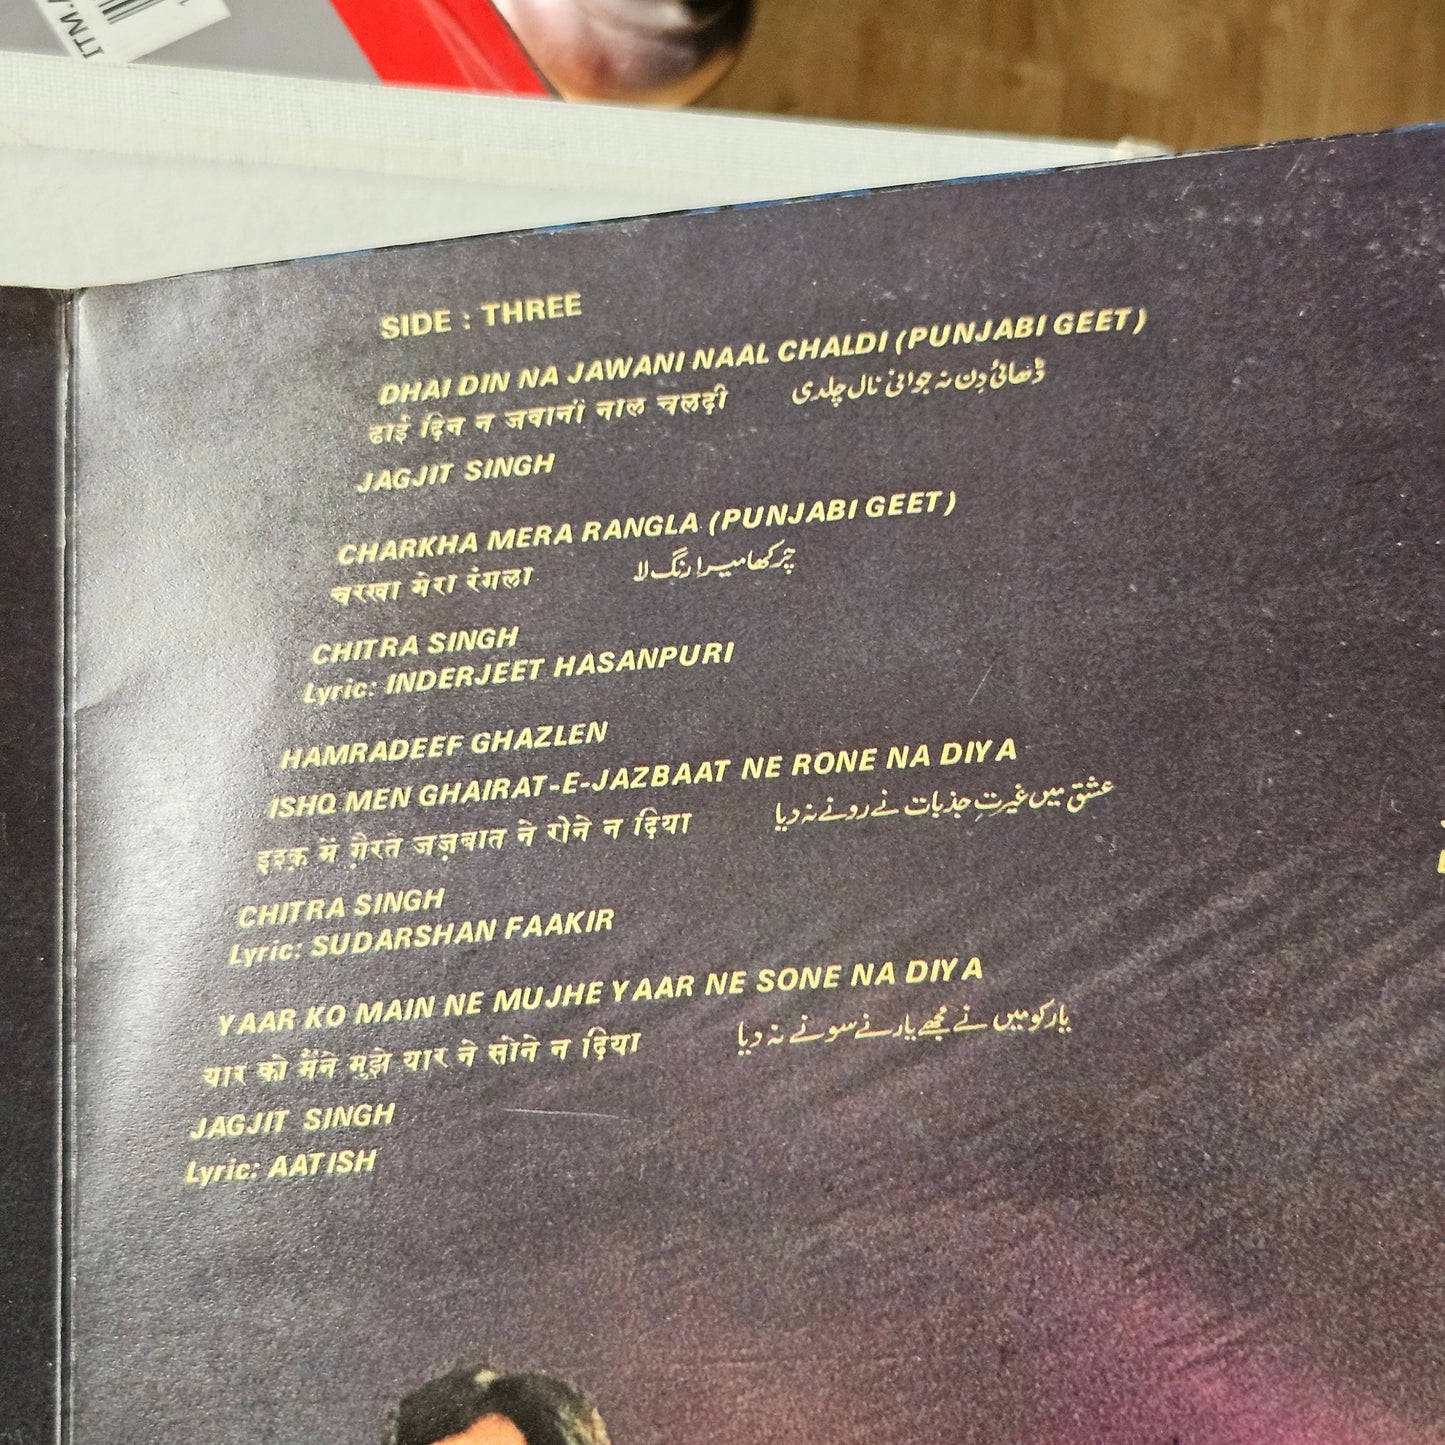 ITM.
SIDE : THREE
DHAI DIN NA JAWANI NAAL CHALDI (PUNJABI GEET)
ढाई दिन न जवानी नाल चलदी ڈھائی دِن نہ جوانی نال چلدی
JAGJIT SINGH
CHARKHA MERA RANGLA (PUNJABI GEET)
चरखा मेरा रंगला چرکھا میرا رنگ لا
CHITRA SINGH
Lyric: INDERJEET HASANPURI
HAMRADEEF GHAZLEN
ISHQ MEN GHAIRAT-E-JAZBAAT NE RONE NA DIYA
इश्क़ में ग़ैरते जज़बात ने रोने न दिया عشق میں غیرتِ جذبات نے رونے نہ دیا
CHITRA SINGH
Lyric: SUDARSHAN FAAKIR
YAAR KO MAIN NE MUJHE YAAR NE SONE NA DIYA
यार को मैंने मुझे यार ने सोने न दिया یار کو میں نے مجھے یار نے سونے نہ دیا
JAGJIT SINGH
Lyric: AATISH